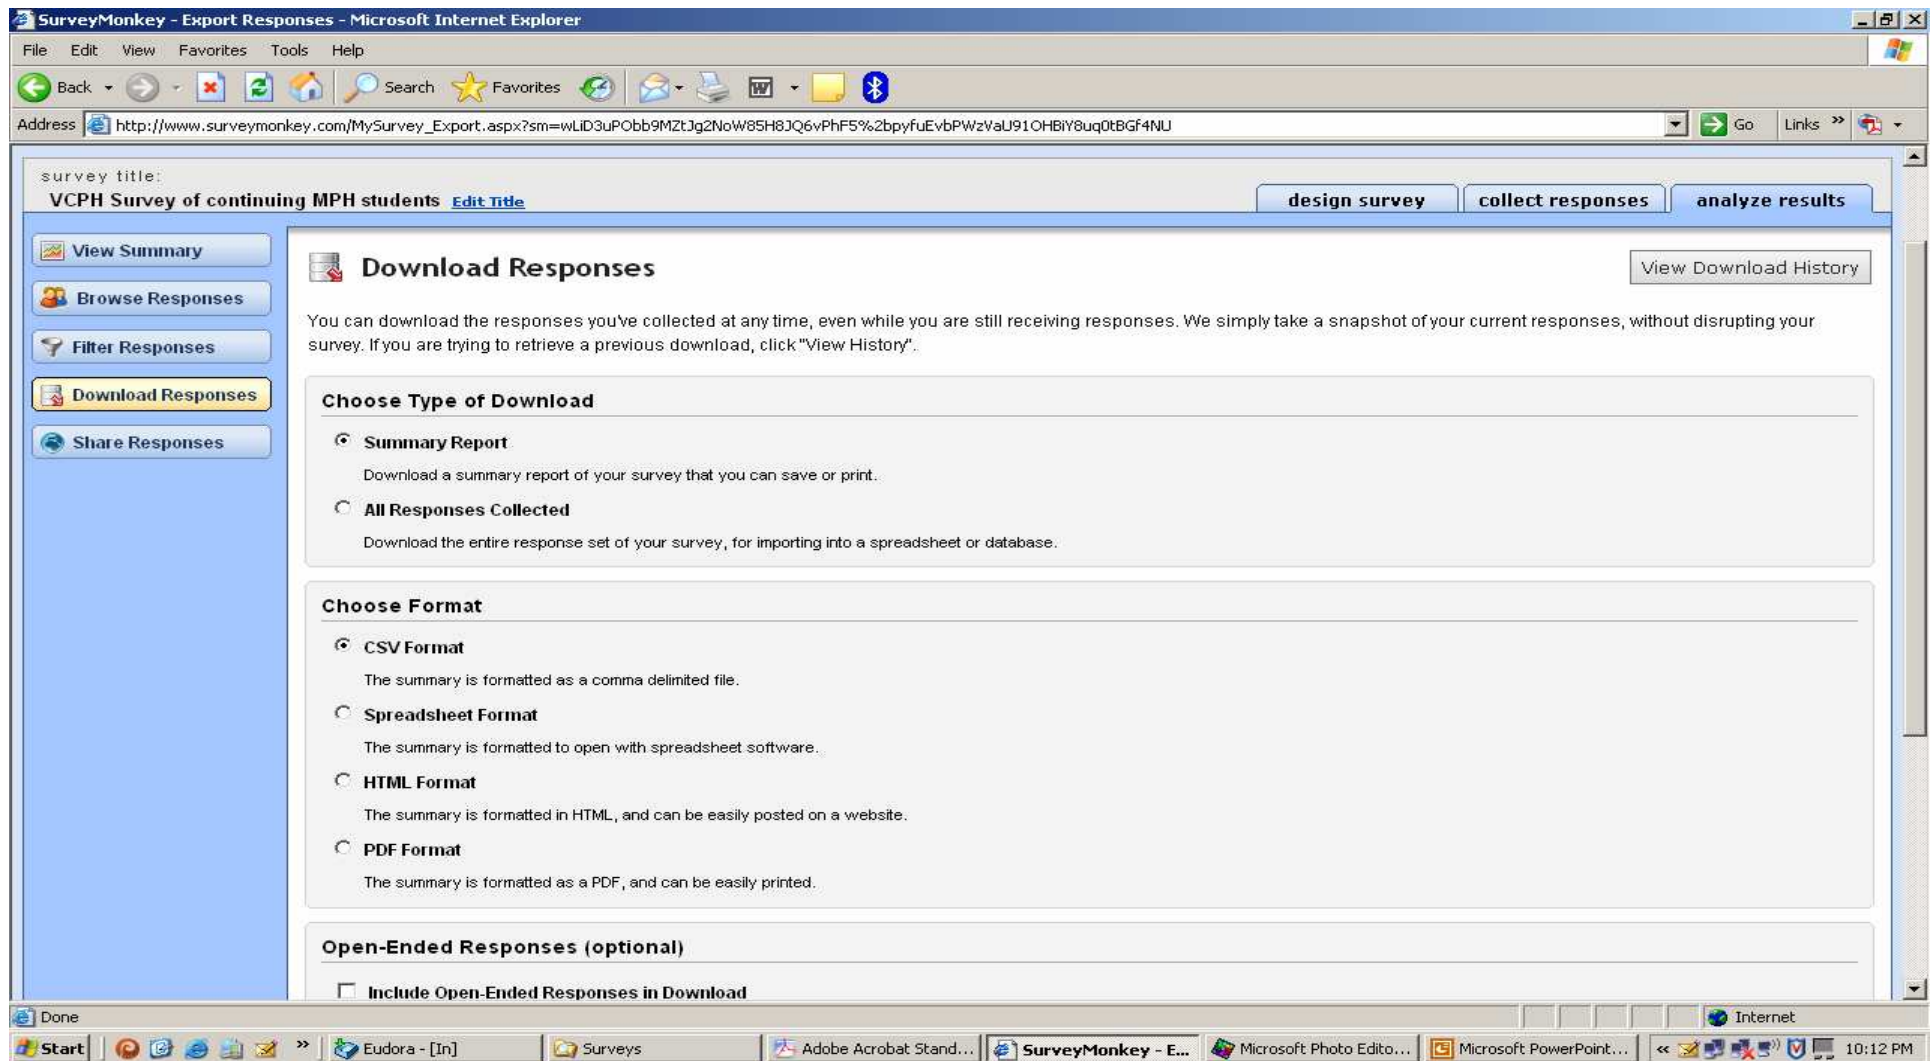 SurveyMonkey - Export Responses - Microsoft Internet Explorer
File Edit View Favorites Tools Help
Back Search Favorites
Address http://www.surveymonkey.com/MySurvey_Export.aspx?sm=wLiD3uPObb9MZtJg2NoW85H8JQ6vPhF5%2bpyfuEvbPWzVaU91OHBiY8uq0tBGf4NU Go Links »
survey title:
VCPH Survey of continuing MPH students Edit Title design survey collect responses analyze results
View Summary
Browse Responses
Filter Responses
Download Responses
Share Responses
Download Responses View Download History
You can download the responses you've collected at any time, even while you are still receiving responses. We simply take a snapshot of your current responses, without disrupting your
survey. If you are trying to retrieve a previous download, click "View History".
Choose Type of Download
Summary Report
Download a summary report of your survey that you can save or print.
All Responses Collected
Download the entire response set of your survey, for importing into a spreadsheet or database.
Choose Format
CSV Format
The summary is formatted as a comma delimited file.
Spreadsheet Format
The summary is formatted to open with spreadsheet software.
HTML Format
The summary is formatted in HTML, and can be easily posted on a website.
PDF Format
The summary is formatted as a PDF, and can be easily printed.
Open-Ended Responses (optional)
Include Open-Ended Responses in Download
Done Internet
Start » Eudora - [In] Surveys Adobe Acrobat Stand... SurveyMonkey - E... Microsoft Photo Edito... Microsoft PowerPoint... « 10:12 PM